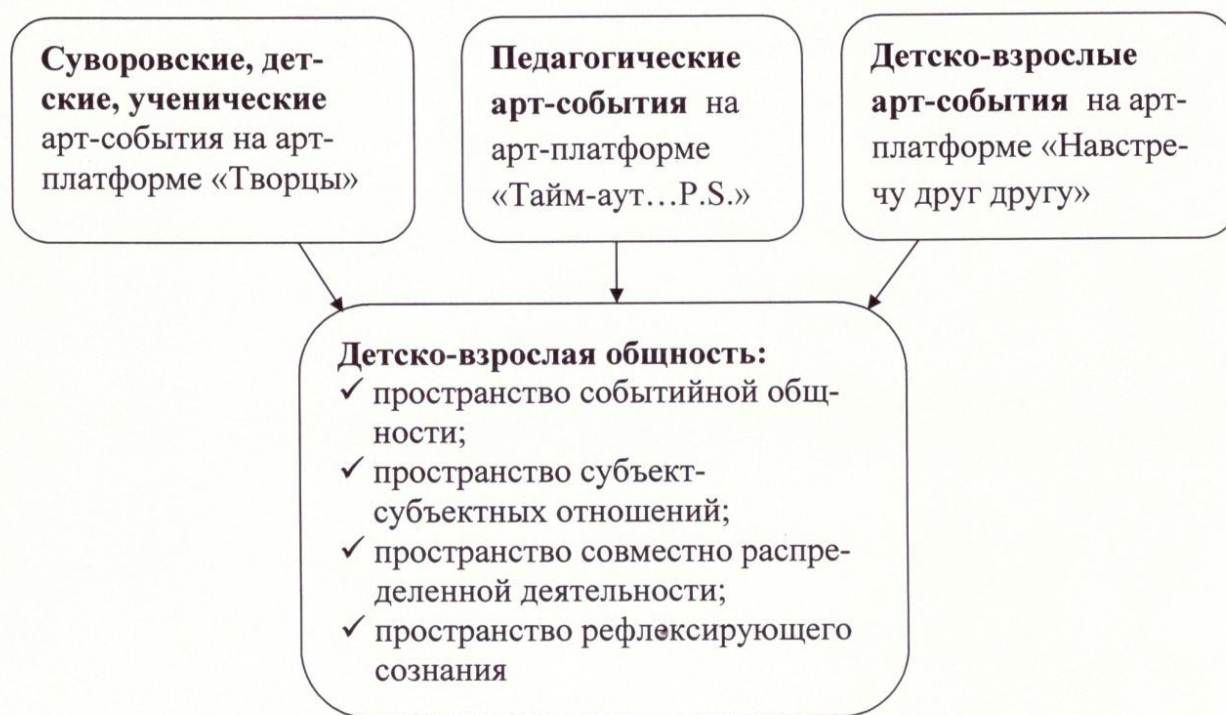 Суворовские, дет-
ские, ученические
арт-события на арт-
платформе «Творцы»
Педагогические
арт-события на
арт-платформе
«Тайм-аут…P.S.»
Детско-взрослые
арт-события на арт-
платформе «Навстре-
чу друг другу»
Детско-взрослая общность:
✓ пространство событийной общ-
ности;
✓ пространство субъект-
субъектных отношений;
✓ пространство совместно распре-
деленной деятельности;
✓ пространство рефлексирующего
сознания